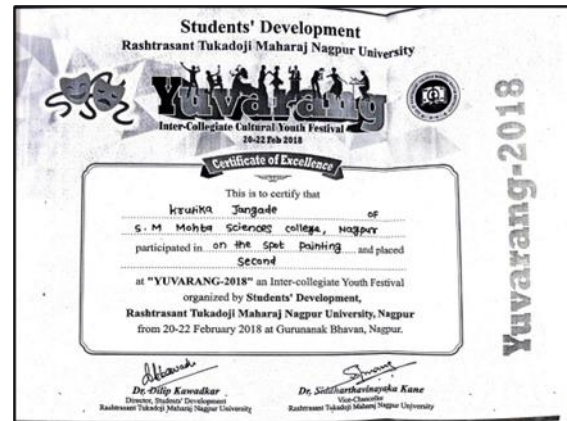 Students' Development
Rashtrasant Tukadoji Maharaj Nagpur University
Yuvarang
Inter-Collegiate Cultural Youth Festival
20-22 Feb 2018
Certificate of Excellence
This is to certify that
Krutika Jangade of
S.M Mohta Sciences college, Nagpur
participated in on the spot Painting and placed
Second
at "YUVARANG-2018" an Inter-collegiate Youth Festival
organized by Students' Development,
Rashtrasant Tukadoji Maharaj Nagpur University, Nagpur
from 20-22 February 2018 at Gurunanak Bhavan, Nagpur.
Dr. Dilip Kawadkar
Director, Students' Development
Rashtrasant Tukadoji Maharaj Nagpur University
Dr. Siddharthavinayaka Kane
Vice-Chancellor
Rashtrasant Tukadoji Maharaj Nagpur University
Yuvarang-2018